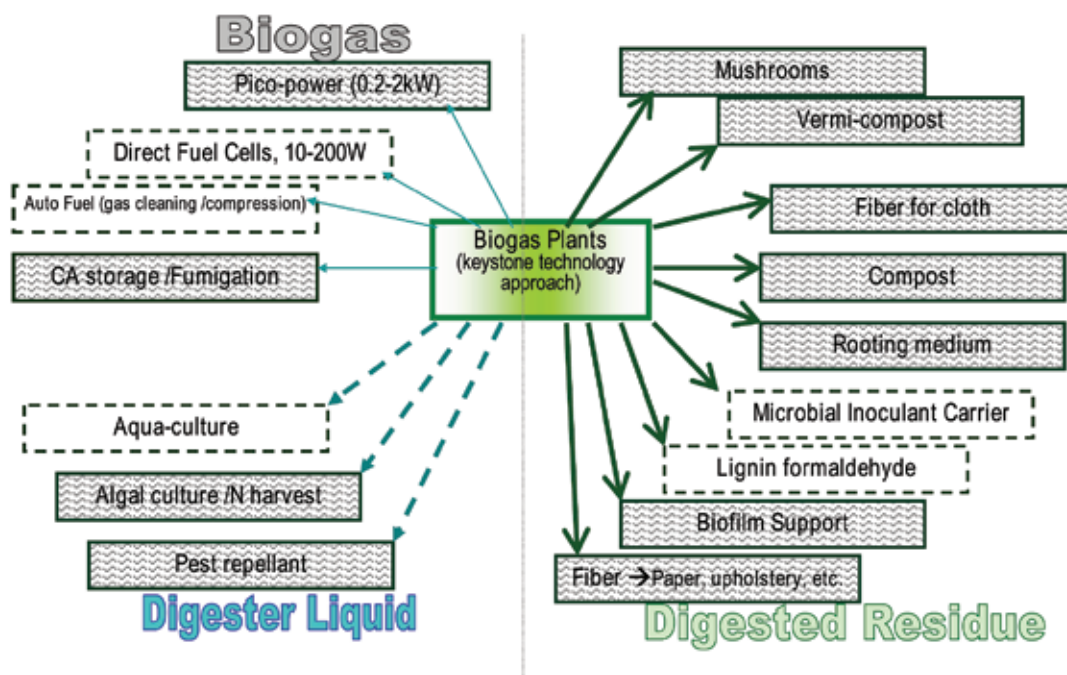 Biogas
Pico-power (0.2-2kW)
Direct Fuel Cells, 10-200W
Auto Fuel (gas cleaning /compression)
CA storage /Fumigation
Biogas Plants
(keystone technology
approach)
Aqua-culture
Algal culture /N harvest
Pest repellant
Digester Liquid
Mushrooms
Vermi-compost
Fiber for cloth
Compost
Rooting medium
Microbial Inoculant Carrier
Lignin formaldehyde
Biofilm Support
Fiber →Paper, upholstery, etc.
Digested Residue